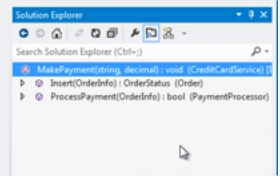 Solution Explorer
Search Solution Explorer (Ctrl+;)
MakePayment(string, decimal) : void (CreditCardService)
Insert(OrderInfo) : OrderStatus (Order)
ProcessPayment(OrderInfo) : bool (PaymentProcessor)